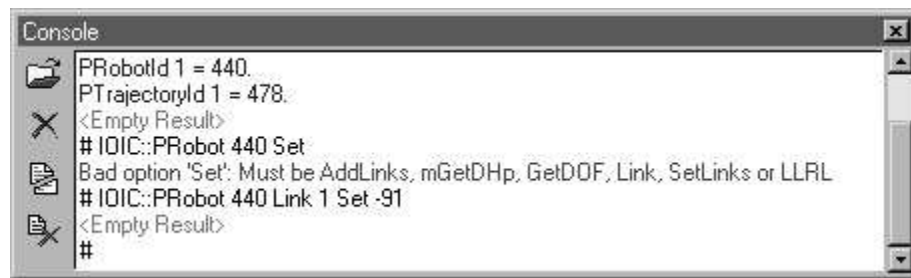 Console
PRobotId 1 = 440.
PTrajectoryId 1 = 478.
<Empty Result>
# IOIC::PRobot 440 Set
Bad option 'Set': Must be AddLinks, mGetDHp, GetDOF, Link, SetLinks or LLRL
# IOIC::PRobot 440 Link 1 Set -91
<Empty Result>
#